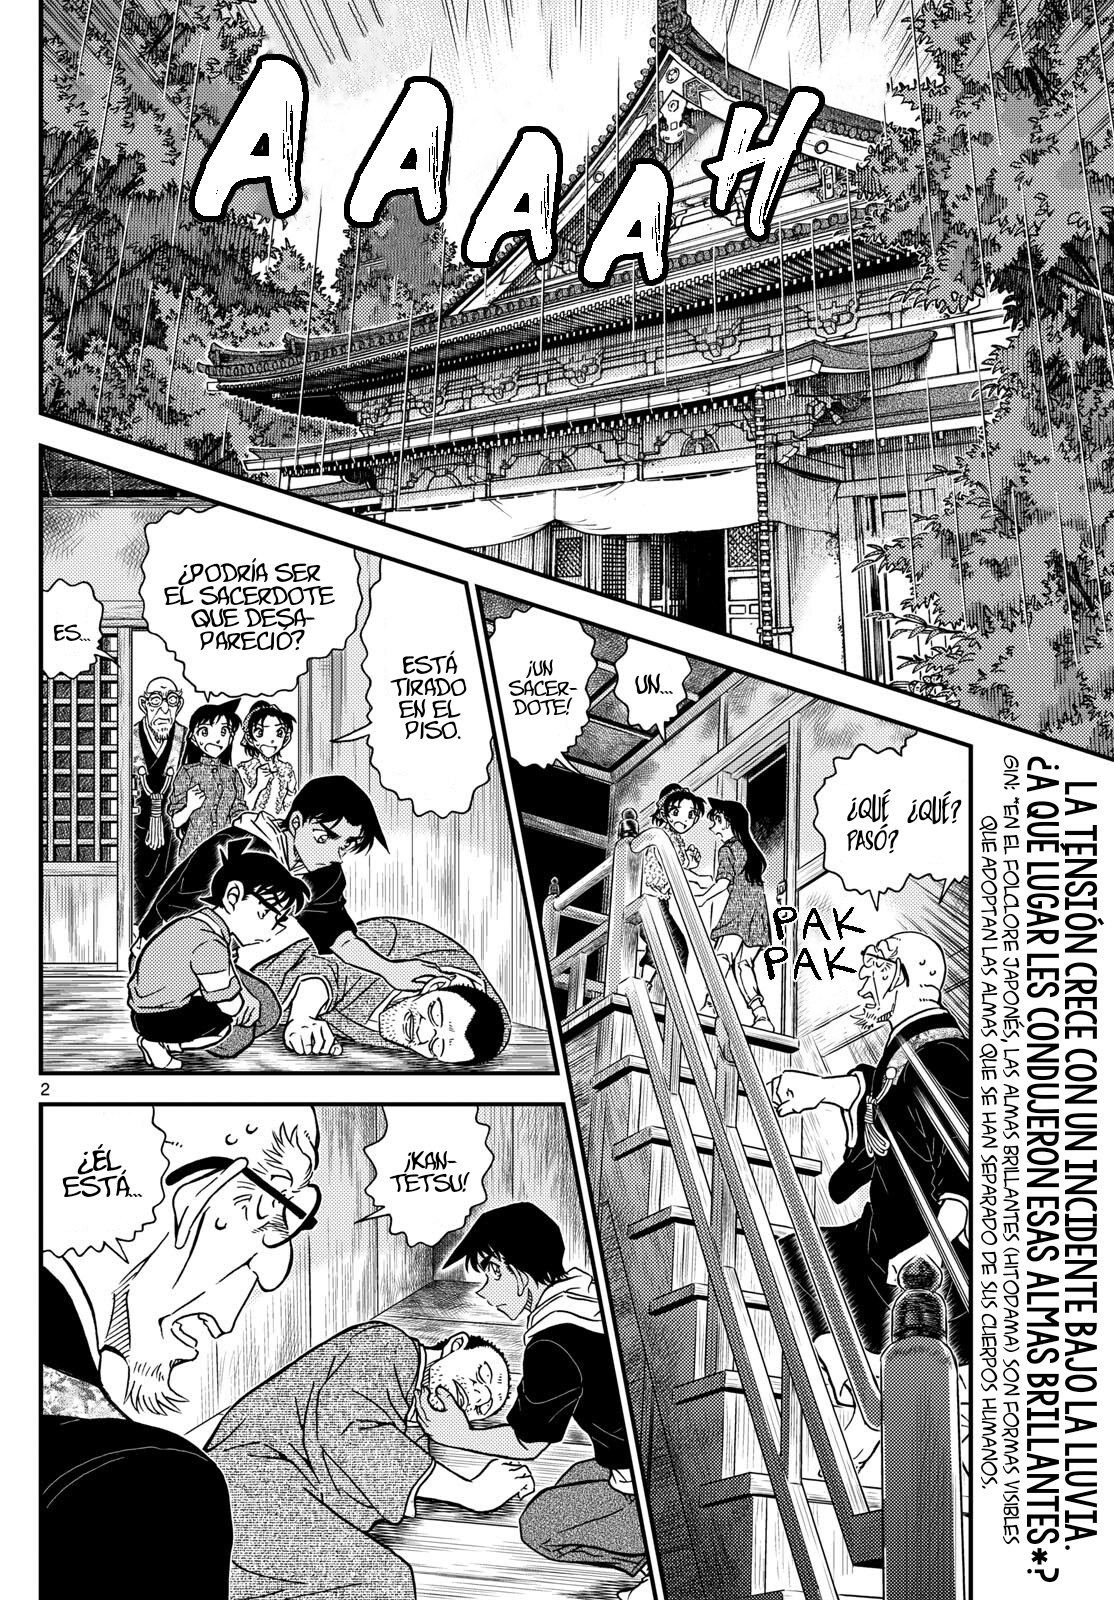 AAAAH
¿QUÉ ¿QUÉ?
PASÓ?
PAK
PAK
UN...
¡UN
SACER-
DOTE!
ESTÁ
TIRADO
EN EL
PISO.
¿PODRÍA SER
EL SACERDOTE
QUE DESA-
PARECIÓ?
ES...
¡KAN-
TETSU!
¿ÉL
ESTÁ...
LA TENSIÓN CRECE CON UN INCIDENTE BAJO LA LLUVIA.
¿A QUÉ LUGAR LES CONDUJERON ESAS ALMAS BRILLANTES*?
GIN: *EN EL FOLCLORE JAPONÉS, LAS ALMAS BRILLANTES (HITODAMA) SON FORMAS VISIBLES
QUE ADOPTAN LAS ALMAS QUE SE HAN SEPARADO DE SUS CUERPOS HUMANOS.
2